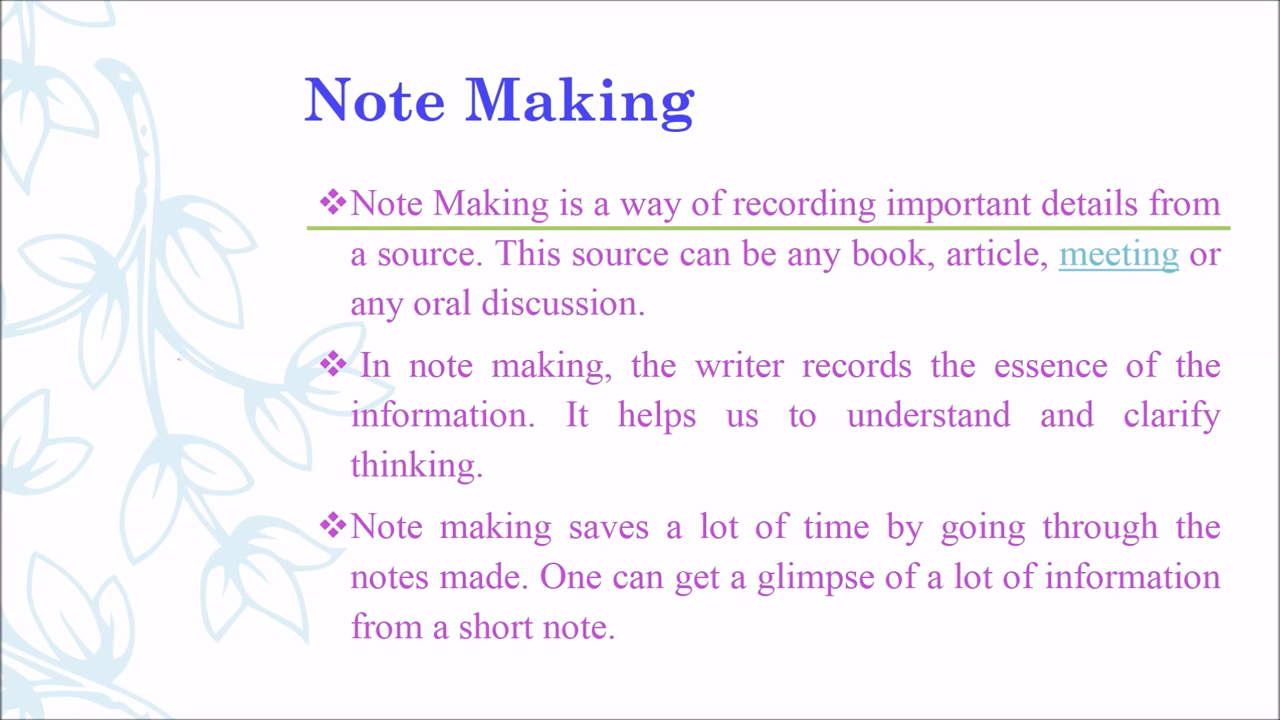 Note Making
❖Note Making is a way of recording important details from
a source. This source can be any book, article, meeting or
any oral discussion.
❖ In note making, the writer records the essence of the
information. It helps us to understand and clarify
thinking.
❖Note making saves a lot of time by going through the
notes made. One can get a glimpse of a lot of information
from a short note.